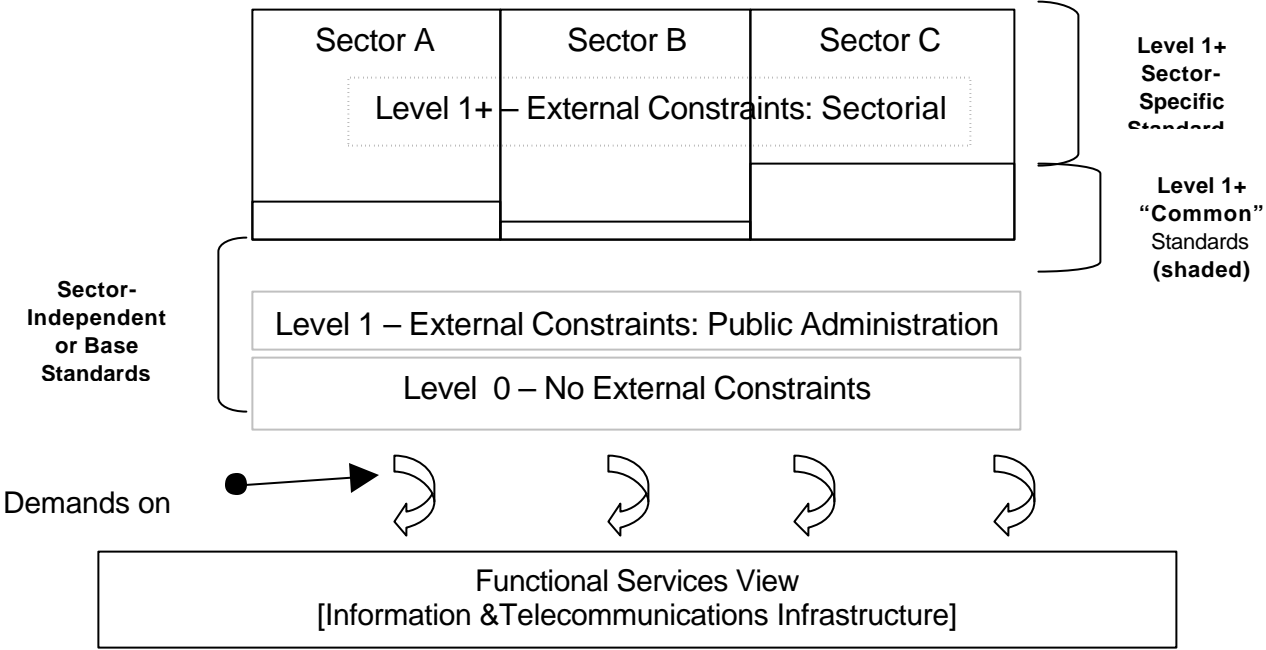 Sector A
Sector B
Sector C
Level 1+ – External Constraints: Sectorial
Level 1+
Sector-
Specific
Standard
Level 1+
“Common”
Standards
(shaded)
Sector-
Independent
or Base
Standards
Level 1 – External Constraints: Public Administration
Level 0 – No External Constraints
Demands on
Functional Services View
[Information &Telecommunications Infrastructure]